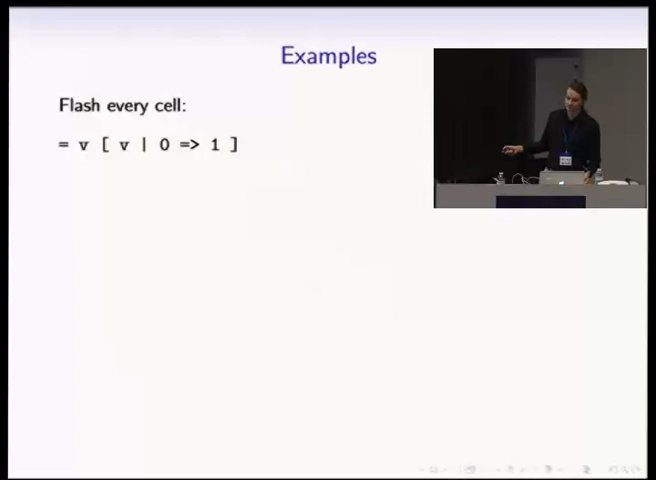 Examples
Flash every cell:
= v [ v | 0 => 1 ]